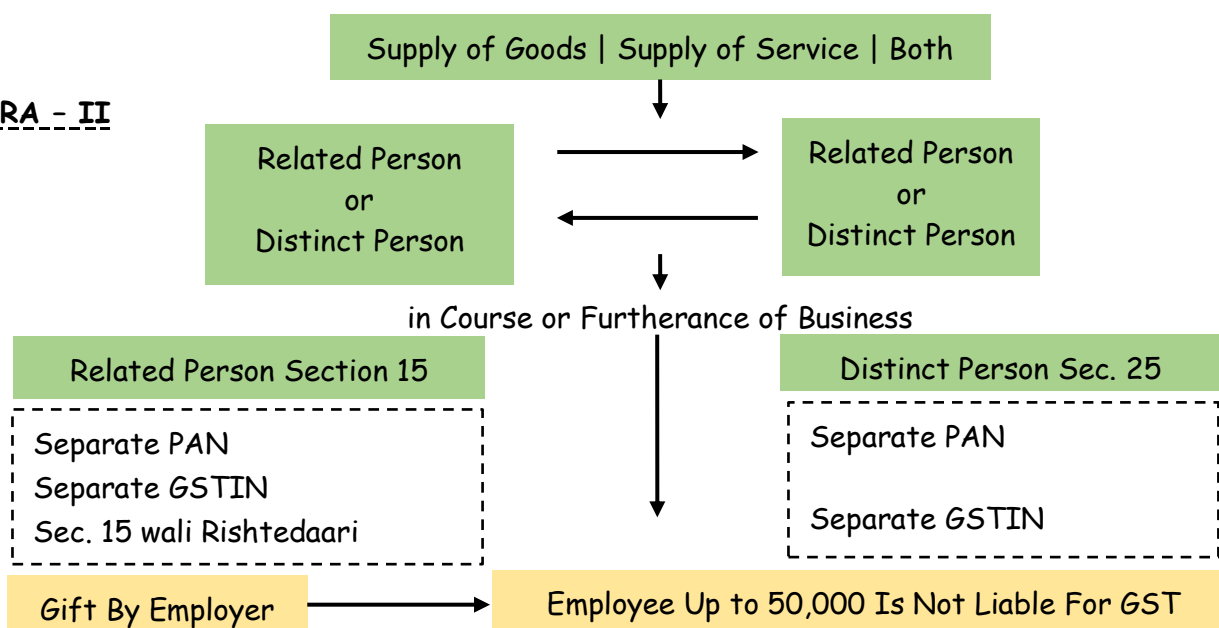 Supply of Goods | Supply of Service | Both
RA – II
Related Person
or
Distinct Person
Related Person
or
Distinct Person
in Course or Furtherance of Business
Related Person Section 15
Separate PAN
Separate GSTIN
Sec. 15 wali Rishtedaari
Distinct Person Sec. 25
Separate PAN
Separate GSTIN
Gift By Employer
Employee Up to 50,000 Is Not Liable For GST